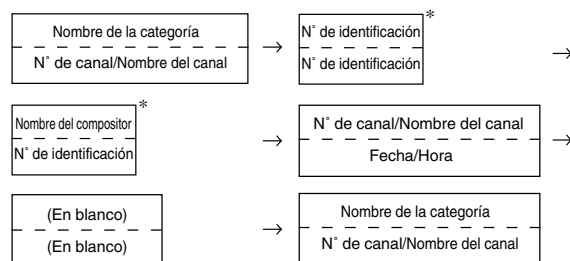 Nombre de la categoría
N˚ de canal/Nombre del canal
→
N˚ de identificación
N˚ de identificación
*
→
Nombre del compositor
N˚ de identificación
*
→
N˚ de canal/Nombre del canal
Fecha/Hora
→
(En blanco)
(En blanco)
→
Nombre de la categoría
N˚ de canal/Nombre del canal